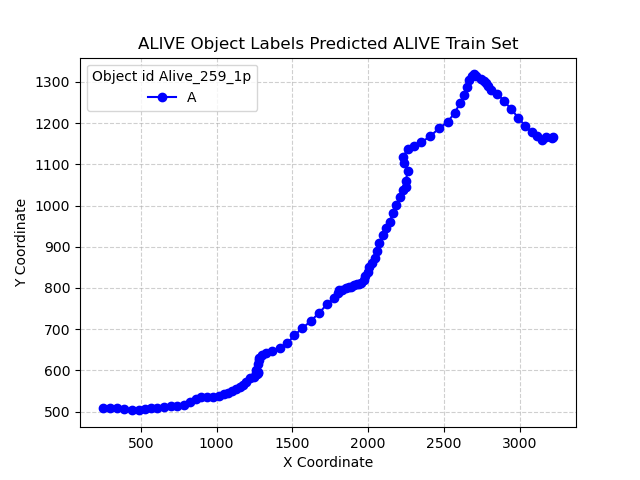 ALIVE Object Labels Predicted ALIVE Train Set
Object id Alive_259_1p
A
Y Coordinate
1300
1200
1100
1000
900
800
700
600
500
500 1000 1500 2000 2500 3000
X Coordinate